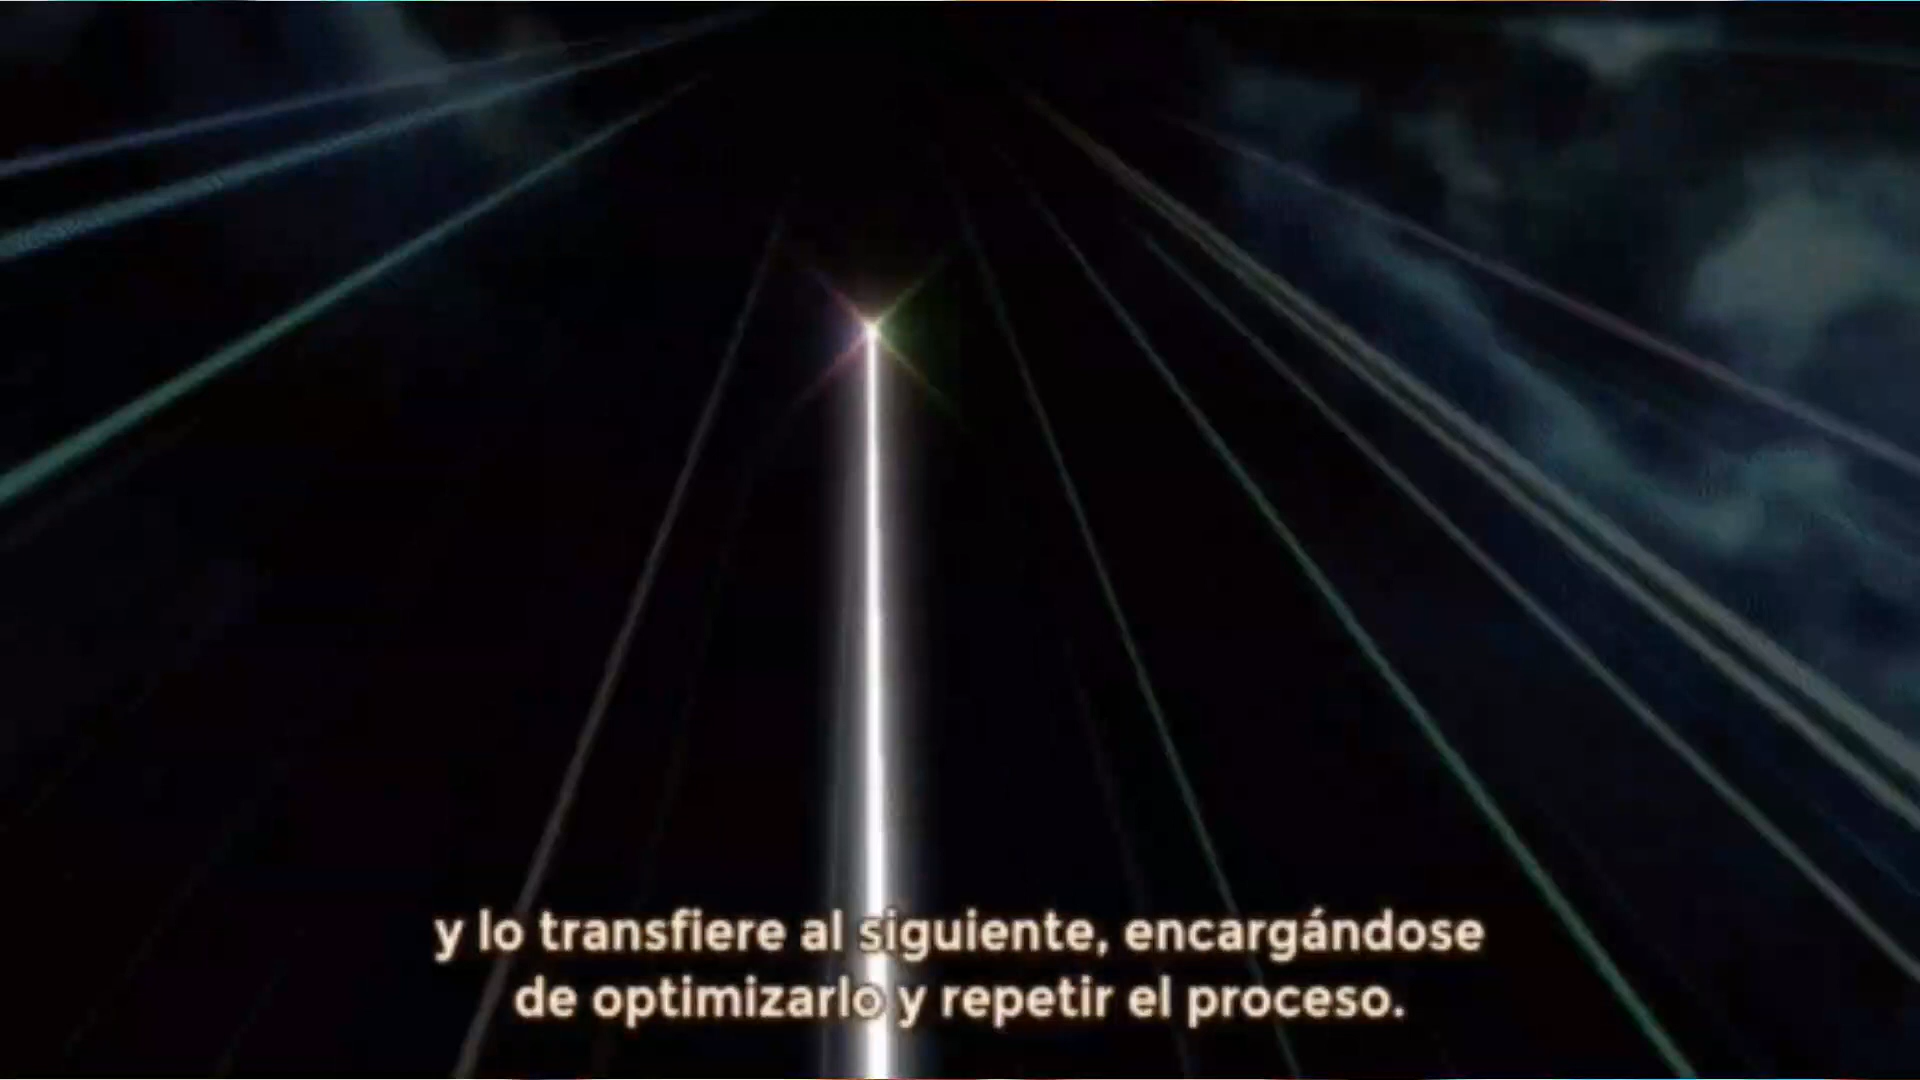 y lo transfiere al siguiente, encargándose
de optimizarlo y repetir el proceso.